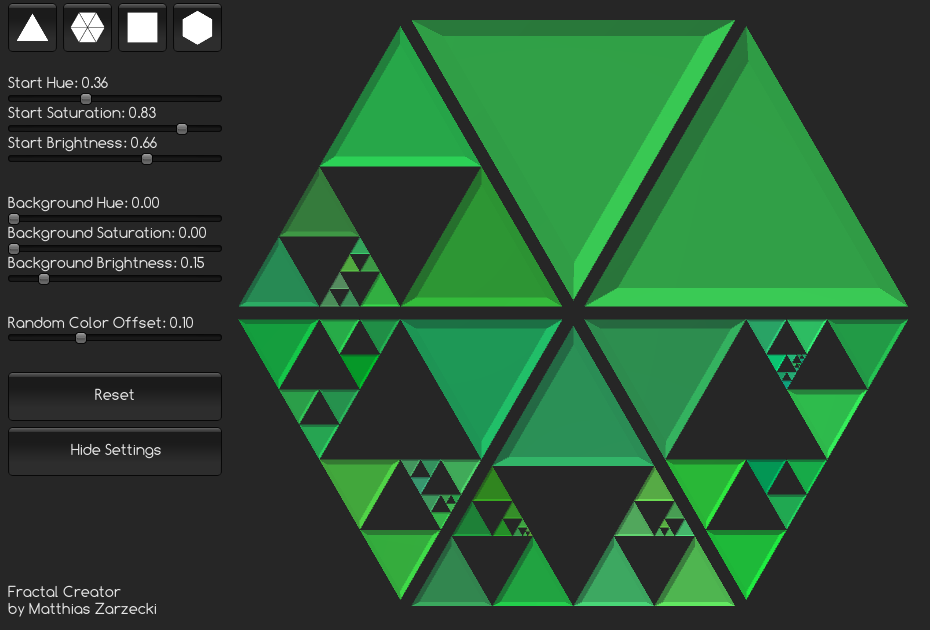 Start Hue: 0.36
Start Saturation: 0.83
Start Brightness: 0.66
Background Hue: 0.00
Background Saturation: 0.00
Background Brightness: 0.15
Random Color Offset: 0.10
Reset
Hide Settings
Fractal Creator
by Matthias Zarzecki